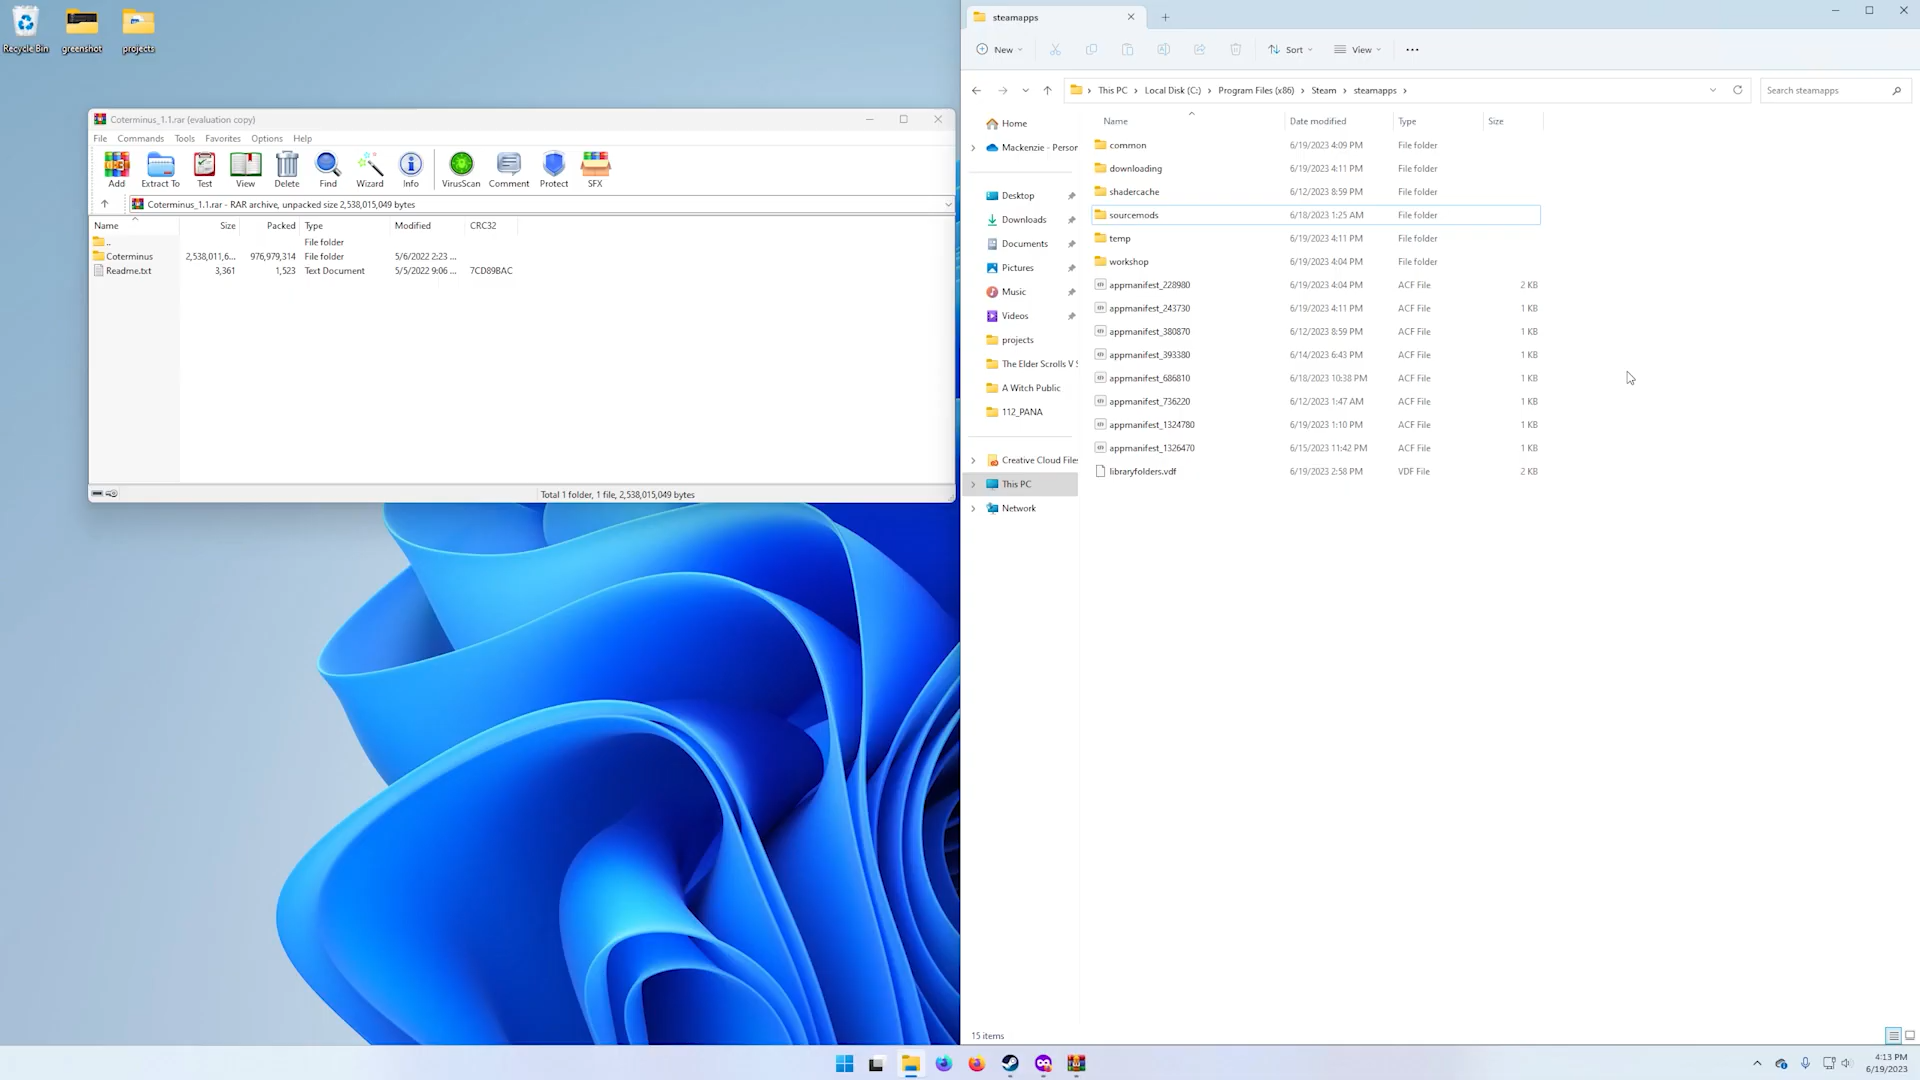 Recycle Bin
greenshot
projects
Coterminus_1.1.rar (evaluation copy)
File Commands Tools Favorites Options Help
Add Extract To Test View Delete Find Wizard Info VirusScan Comment Protect SFX
Coterminus_1.1.rar - RAR archive, unpacked size 2,538,015,049 bytes
Name Size Packed Type Modified CRC32
.. File folder
Coterminus 2,538,011,6... 976,979,314 File folder 5/6/2022 2:23 ...
Readme.txt 3,361 1,523 Text Document 5/5/2022 9:06 ... 7CD89BAC
Total 1 folder, 1 file, 2,538,015,049 bytes
steamapps
New Sort View
This PC > Local Disk (C:) > Program Files (x86) > Steam > steamapps >
Search steamapps
Home
Mackenzie - Person
Desktop
Downloads
Documents
Pictures
Music
Videos
projects
The Elder Scrolls V S
A Witch Public
112_PANA
Creative Cloud Files
This PC
Network
Name Date modified Type Size
common 6/19/2023 4:09 PM File folder
downloading 6/19/2023 4:11 PM File folder
shadercache 6/12/2023 8:59 PM File folder
sourcemods 6/18/2023 1:25 AM File folder
temp 6/19/2023 4:11 PM File folder
workshop 6/19/2023 4:04 PM File folder
appmanifest_228980 6/19/2023 4:04 PM ACF File 2 KB
appmanifest_243730 6/19/2023 4:11 PM ACF File 1 KB
appmanifest_380870 6/12/2023 8:59 PM ACF File 1 KB
appmanifest_393380 6/14/2023 6:43 PM ACF File 1 KB
appmanifest_686810 6/18/2023 10:38 PM ACF File 1 KB
appmanifest_736220 6/12/2023 1:47 AM ACF File 1 KB
appmanifest_1324780 6/19/2023 1:10 PM ACF File 1 KB
appmanifest_1326470 6/15/2023 11:42 PM ACF File 1 KB
libraryfolders.vdf 6/19/2023 2:58 PM VDF File 2 KB
15 items
4:13 PM
6/19/2023